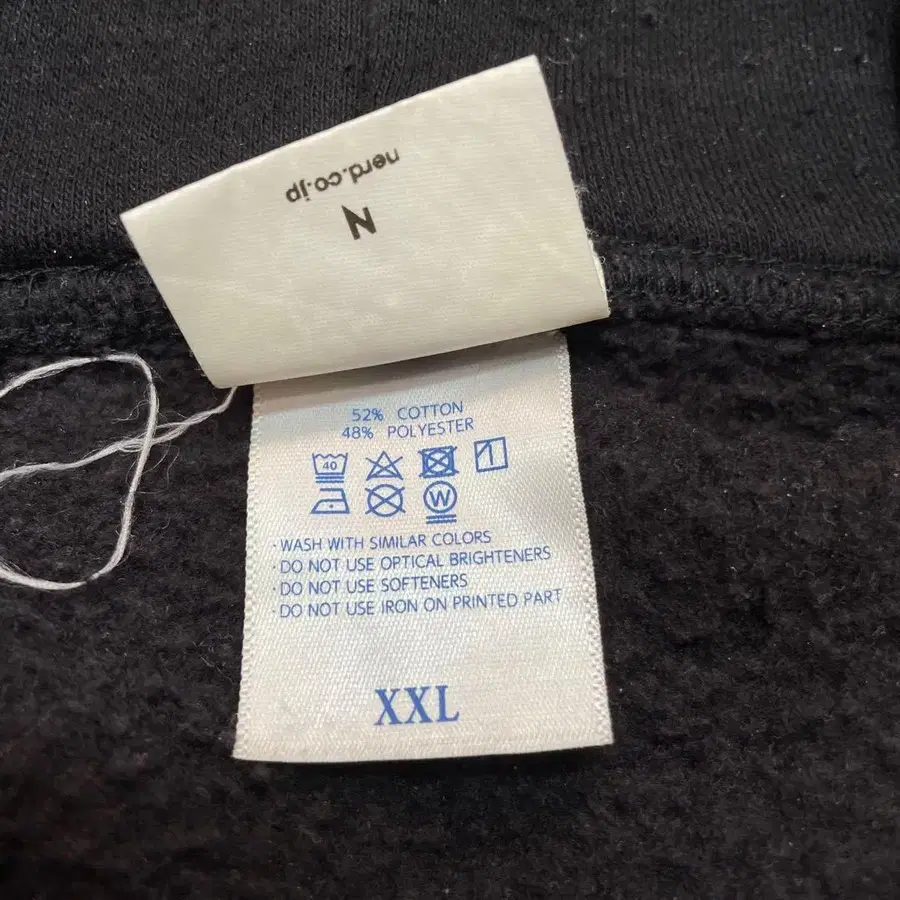 nerd.co.jp
N
52% COTTON
48% POLYESTER
40
W
· WASH WITH SIMILAR COLORS
· DO NOT USE OPTICAL BRIGHTENERS
· DO NOT USE SOFTENERS
· DO NOT USE IRON ON PRINTED PART
XXL